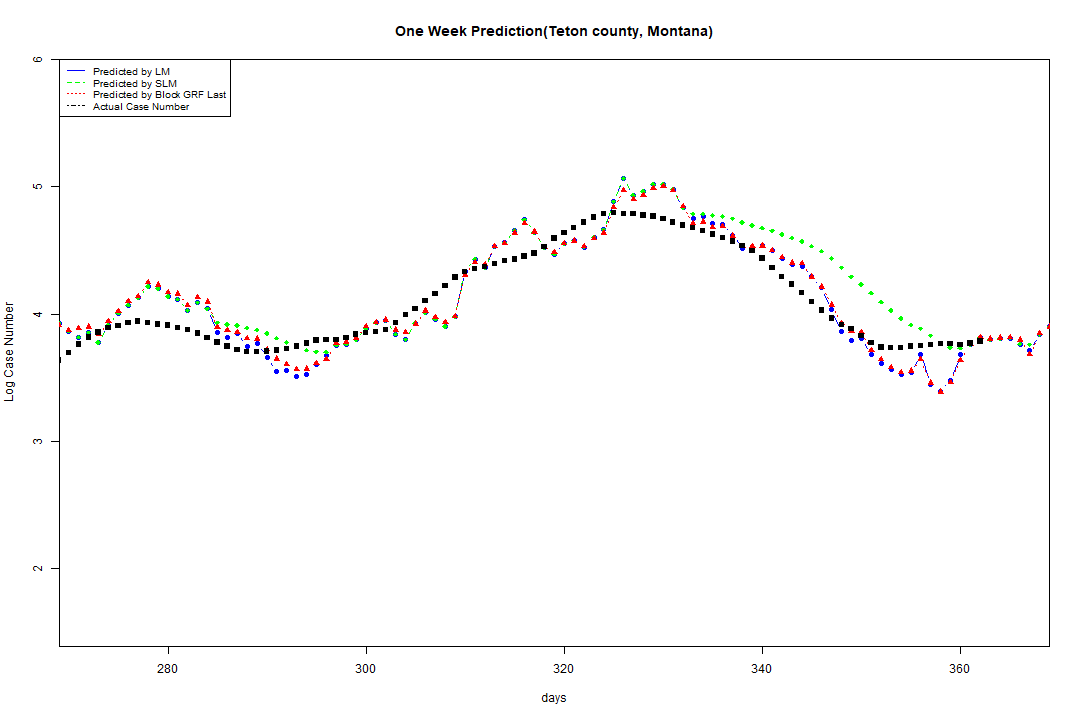 One Week Prediction(Teton county, Montana)
Predicted by LM
Predicted by SLM
Predicted by Block GRF Last
Actual Case Number
6
5
4
3
2
Log Case Number
280 300 320 340 360
days